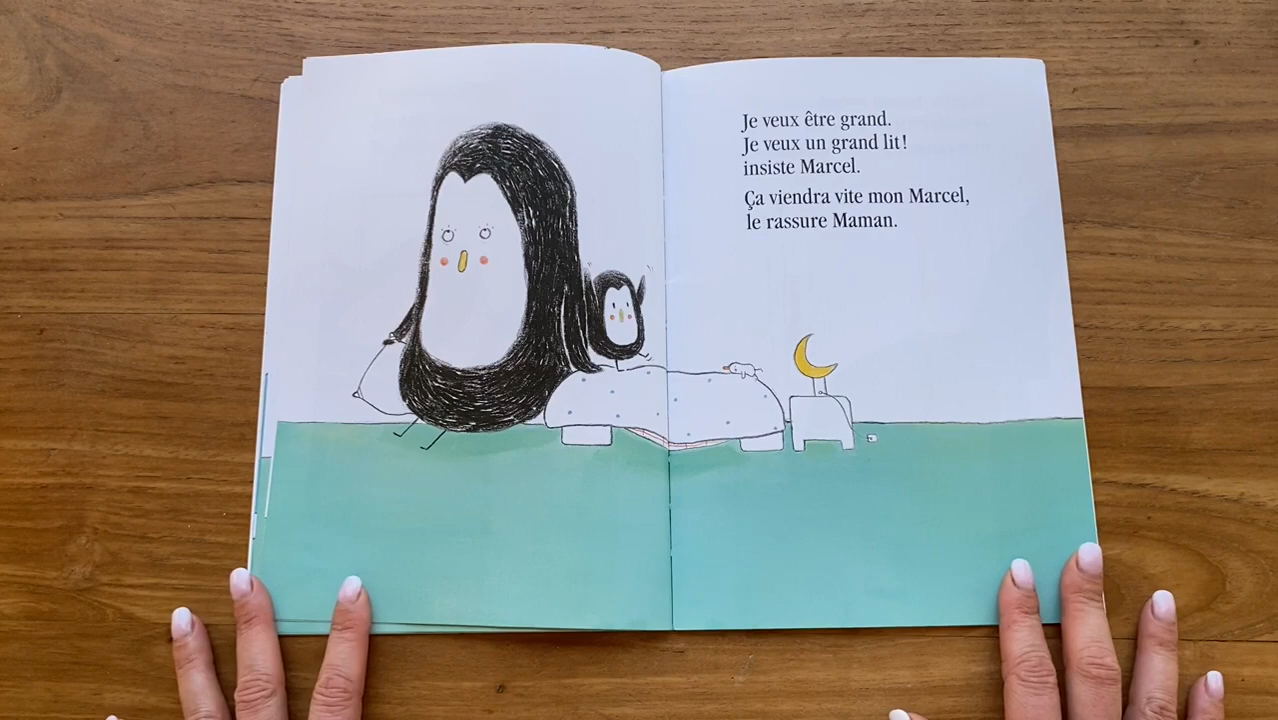 Je veux être grand.
Je veux un grand lit !
insiste Marcel.
Ça viendra vite mon Marcel,
le rassure Maman.